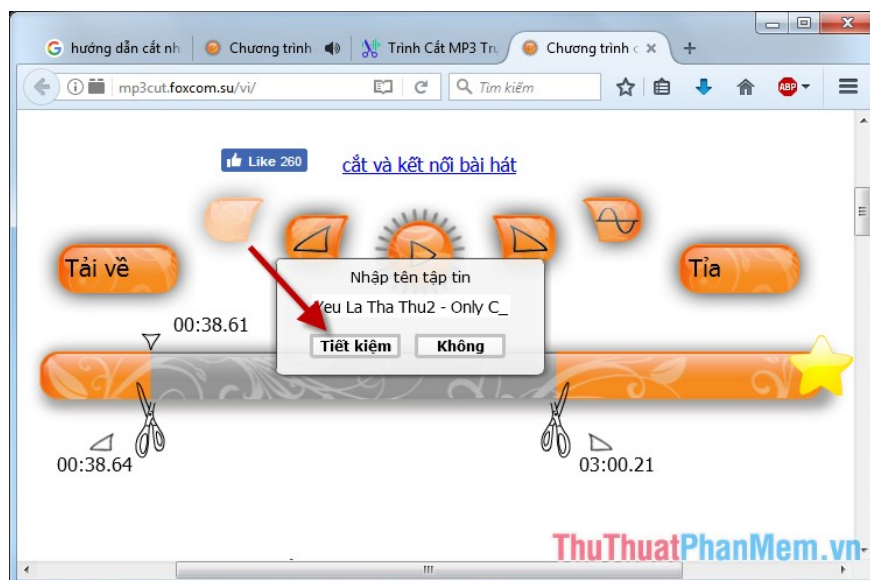 hướng dẫn cắt nh
Chương trình
Trình Cắt MP3 Trự
Chương trình c
mp3cut.foxcom.su/vi/
Tìm kiếm
ABP
Like 260
cắt và kết nối bài hát
Tải về
Tỉa
Nhập tên tập tin
Yeu La Tha Thu2 - Only C_
00:38.61
Tiết kiệm
Không
00:38.64
03:00.21
ThuThuatPhanMem.vn